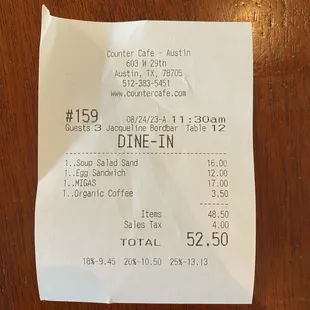 Counter Cafe - Austin
603 W 29th
Austin, TX, 78705
512-383-5451
www.countercafe.com
#159 08/24/23-A 11:30am
Guests 3 Jacqueline Bordbar Table 12
DINE-IN
1..Soup Salad Sand 16.00
1..Egg Sandwich 12.00
1..MIGAS 17.00
1..Organic Coffee 3.50
Items 48.50
Sales Tax 4.00
TOTAL 52.50
18%-9.45 20%-10.50 25%-13.13